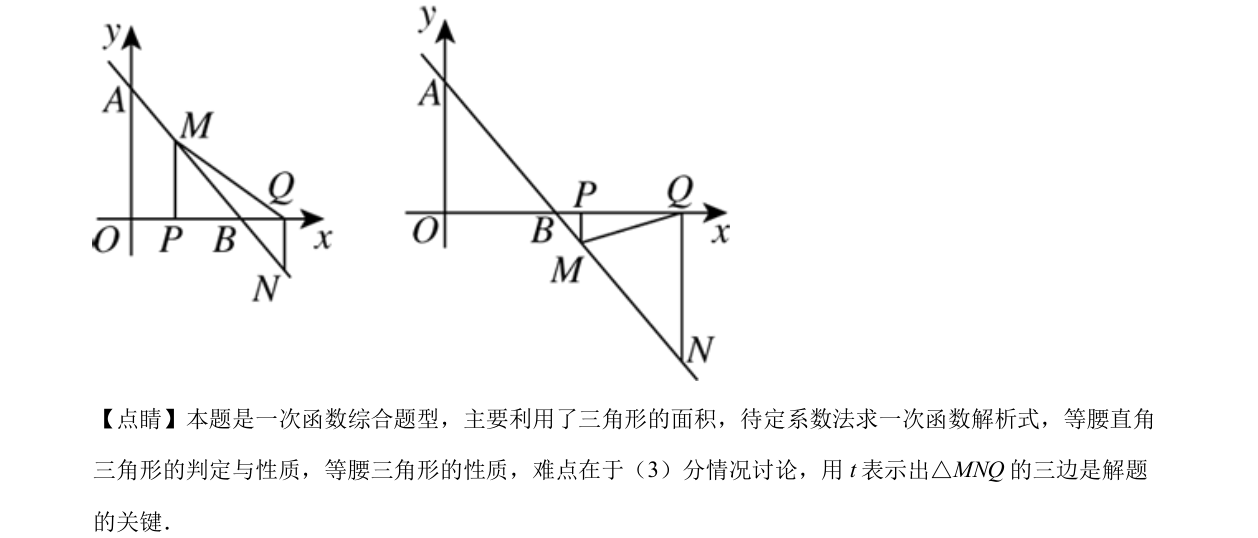 y
A
M
Q
O P B x
N
y
A
P Q
O B x
M
N
【点睛】本题是一次函数综合题型，主要利用了三角形的面积，待定系数法求一次函数解析式，等腰直角
三角形的判定与性质，等腰三角形的性质，难点在于（3）分情况讨论，用 t 表示出△MNQ 的三边是解题
的关键．